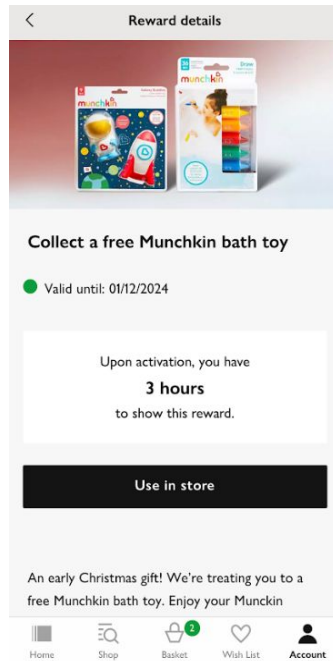 Reward details
munchkin
munchkin
Draw
Collect a free Munchkin bath toy
Valid until: 01/12/2024
Upon activation, you have
3 hours
to show this reward.
Use in store
An early Christmas gift! We're treating you to a
free Munchkin bath toy. Enjoy your Munckin
2
Home Shop Basket Wish List Account